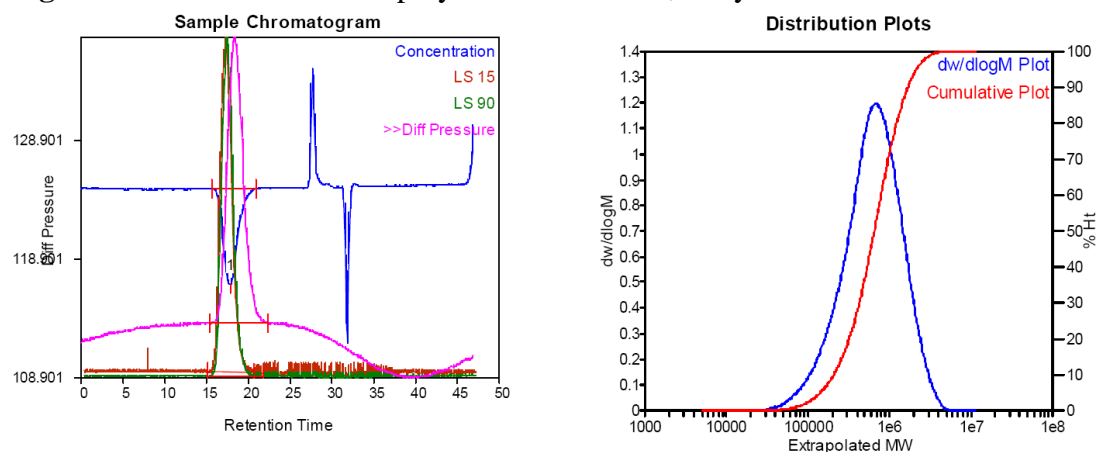 Sample Chromatogram
Concentration
LS 15
LS 90
>>Diff Pressure
128.901
118.901
108.901
Diff Pressure
1
0 5 10 15 20 25 30 35 40 45 50
Retention Time
Distribution Plots
dw/dlogM Plot
Cumulative Plot
1.4
1.3
1.2
1.1
1
0.9
0.8
0.7
0.6
0.5
0.4
0.3
0.2
0.1
0
dw/dlogM
100
90
80
70
60
50
40
30
20
10
0
% Ht
1000 10000 100000 1e6 1e7 1e8
Extrapolated MW